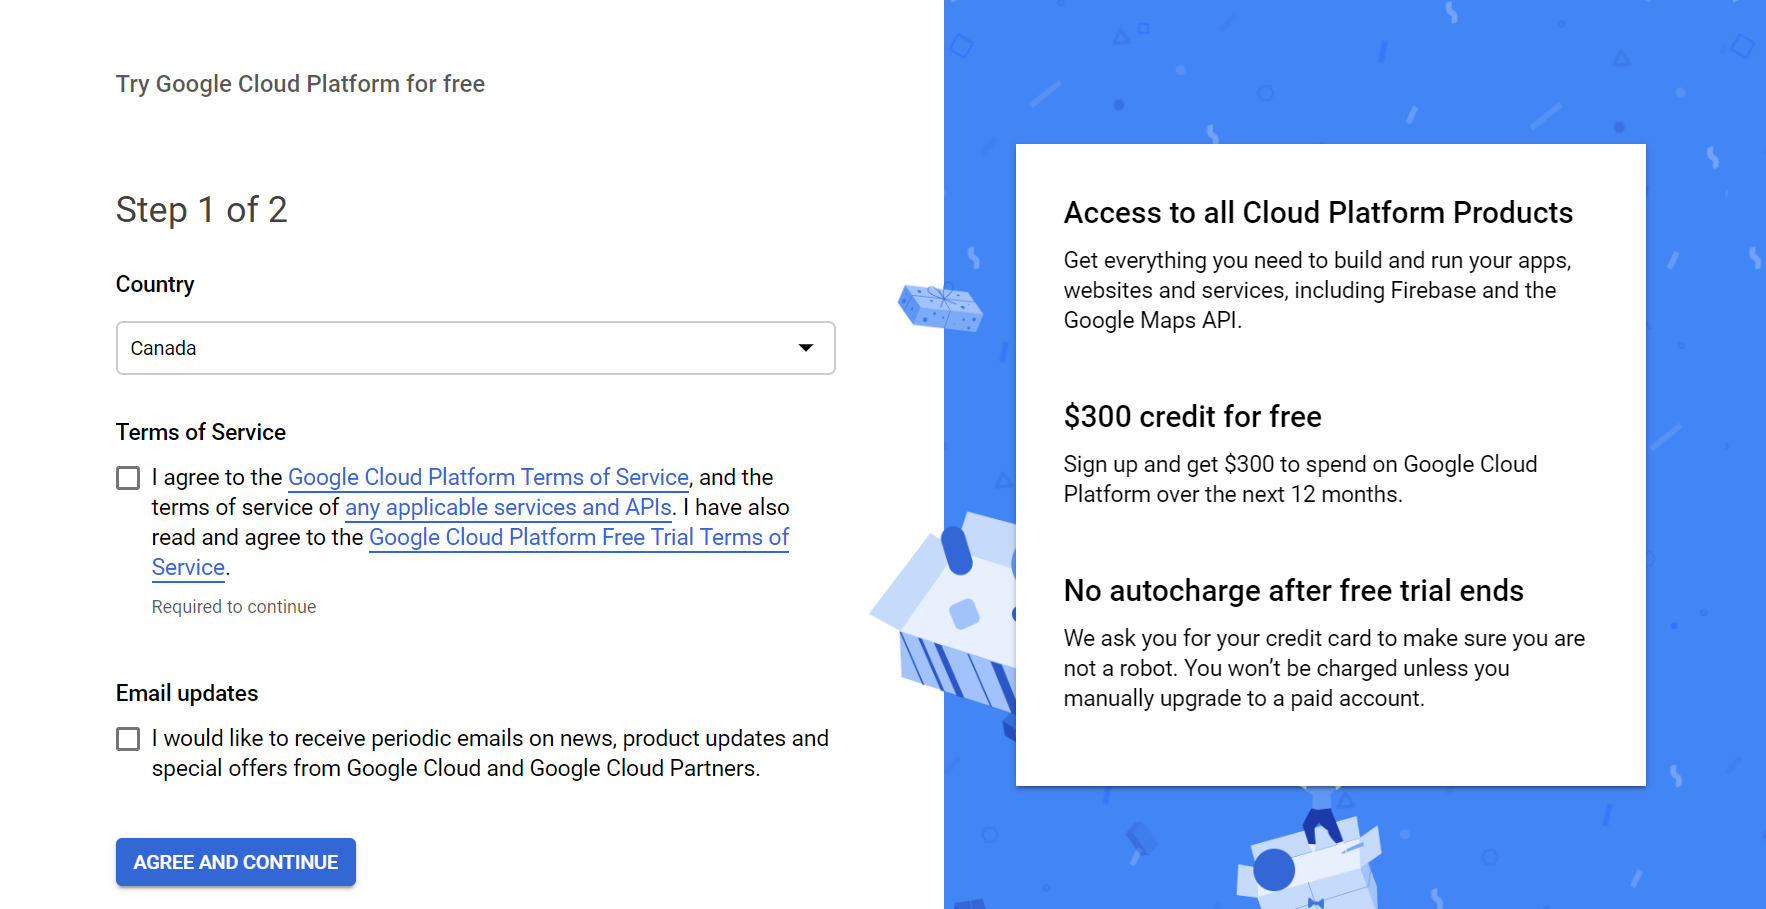 Try Google Cloud Platform for free
Step 1 of 2
Country
Canada
Terms of Service
I agree to the Google Cloud Platform Terms of Service, and the
terms of service of any applicable services and APIs. I have also
read and agree to the Google Cloud Platform Free Trial Terms of
Service.
Required to continue
Email updates
I would like to receive periodic emails on news, product updates and
special offers from Google Cloud and Google Cloud Partners.
AGREE AND CONTINUE
Access to all Cloud Platform Products
Get everything you need to build and run your apps,
websites and services, including Firebase and the
Google Maps API.
$300 credit for free
Sign up and get $300 to spend on Google Cloud
Platform over the next 12 months.
No autocharge after free trial ends
We ask you for your credit card to make sure you are
not a robot. You won’t be charged unless you
manually upgrade to a paid account.